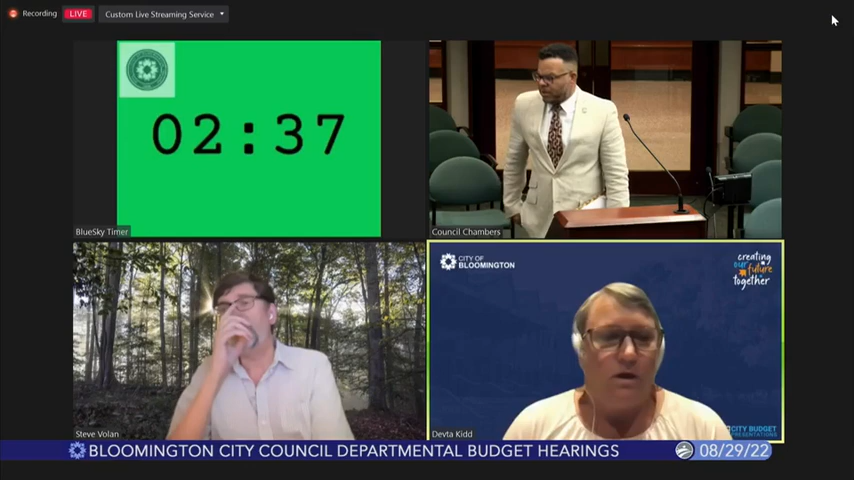 Recording
LIVE
Custom Live Streaming Service
02:37
BlueSky Timer
Council Chambers
CITY OF
BLOOMINGTON
creating
our future
together
Steve Volan
Devta Kidd
CITY BUDGET
PRESENTATIONS
BLOOMINGTON CITY COUNCIL DEPARTMENTAL BUDGET HEARINGS
08/29/22